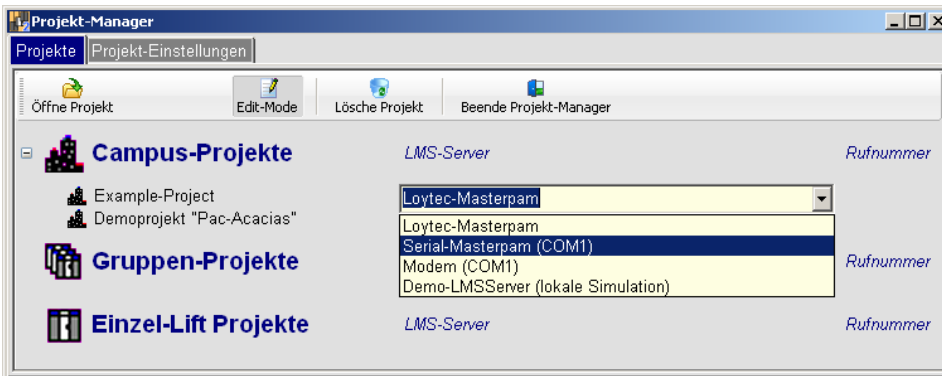 Projekt-Manager
Projekte Projekt-Einstellungen
Öffne Projekt Edit-Mode Lösche Projekt Beende Projekt-Manager
Campus-Projekte LMS-Server Rufnummer
Example-Project Loytec-Masterpam
Demoprojekt "Pac-Acacias" Loytec-Masterpam
Serial-Masterpam (COM1)
Gruppen-Projekte Modem (COM1) Rufnummer
Demo-LMSServer (lokale Simulation)
Einzel-Lift Projekte LMS-Server Rufnummer